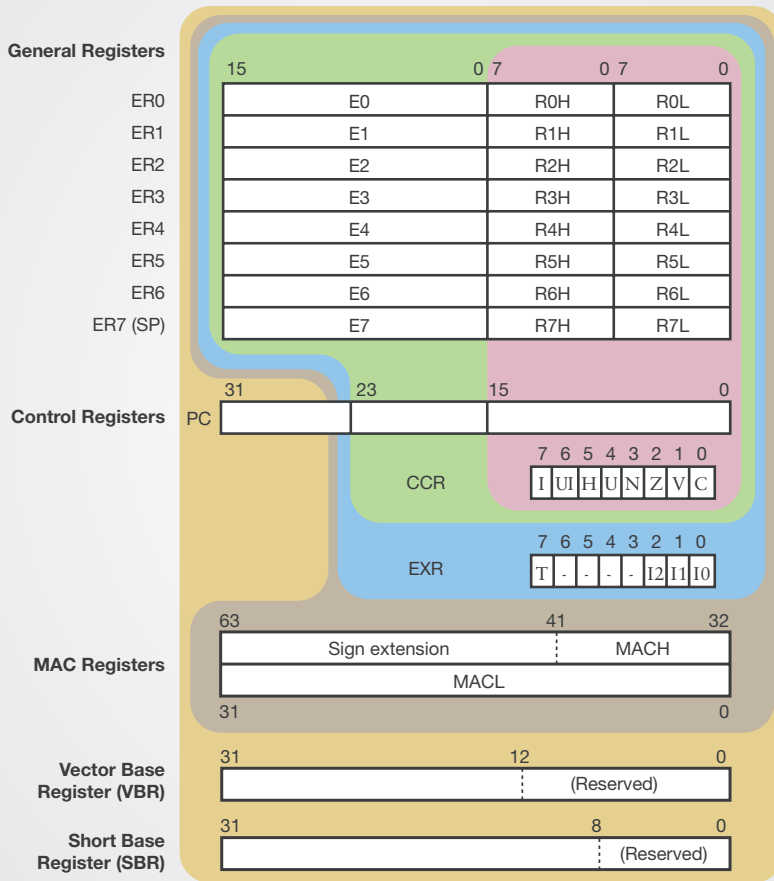 General Registers
15 0 7 0 7 0
ER0 E0 R0H R0L
ER1 E1 R1H R1L
ER2 E2 R2H R2L
ER3 E3 R3H R3L
ER4 E4 R4H R4L
ER5 E5 R5H R5L
ER6 E6 R6H R6L
ER7 (SP) E7 R7H R7L
31 23 15 0
Control Registers PC
7 6 5 4 3 2 1 0
CCR I UI H U N Z V C
7 6 5 4 3 2 1 0
EXR T - - - - I2 I1 I0
63 41 32
Sign extension MACH
MAC Registers
MACL
31 0
31 12 0
Vector Base
Register (VBR)
(Reserved)
31 8 0
Short Base
Register (SBR)
(Reserved)